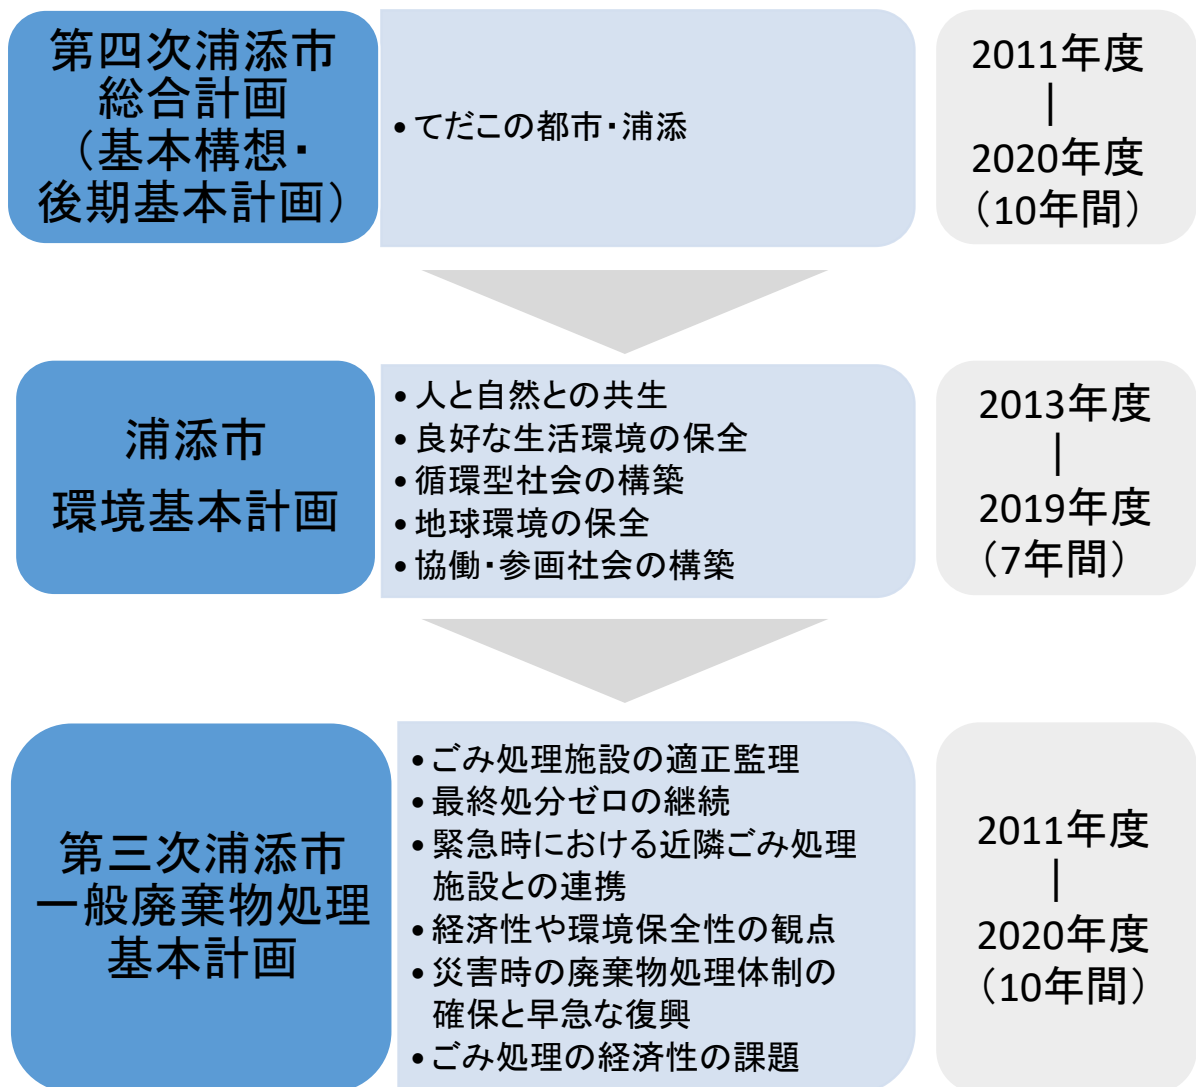 第四次浦添市
総合計画
（基本構想・
後期基本計画）
• てだこの都市・浦添
2011年度
|
2020年度
（10年間）
浦添市
環境基本計画
• 人と自然との共生
• 良好な生活環境の保全
• 循環型社会の構築
• 地球環境の保全
• 協働・参画社会の構築
2013年度
|
2019年度
（7年間）
第三次浦添市
一般廃棄物処理
基本計画
• ごみ処理施設の適正監理
• 最終処分ゼロの継続
• 緊急時における近隣ごみ処理
施設との連携
• 経済性や環境保全性の観点
• 災害時の廃棄物処理体制の
確保と早急な復興
• ごみ処理の経済性の課題
2011年度
|
2020年度
（10年間）